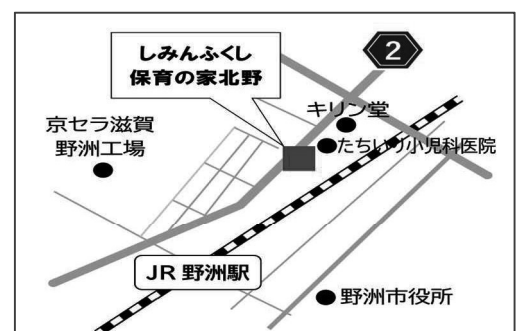 しみんふくし
保育の家北野
2
キリン堂
京セラ滋賀
野洲工場
たちいり小児科医院
JR 野洲駅
野洲市役所